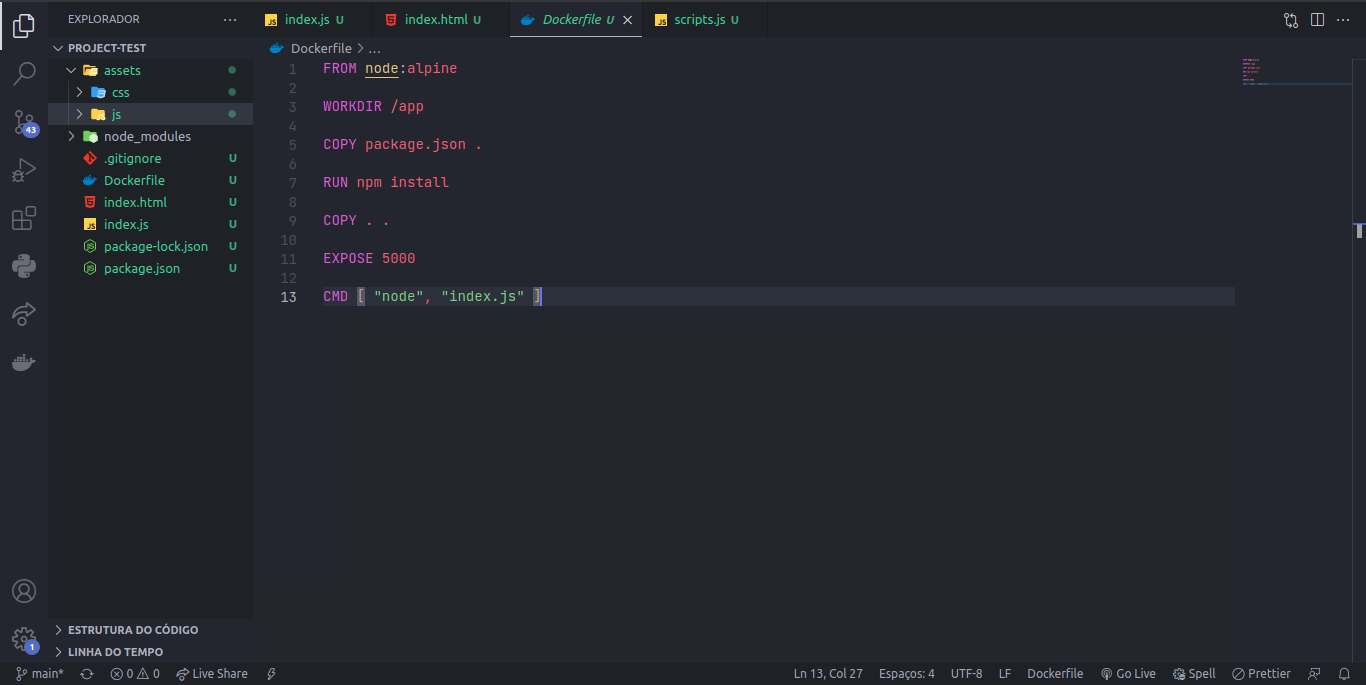 EXPLORADOR
PROJECT-TEST
assets
css
js
node_modules
.gitignore U
Dockerfile U
index.html U
index.js U
package-lock.json U
package.json U
ESTRUTURA DO CÓDIGO
LINHA DO TEMPO
43
1
index.js U
index.html U
Dockerfile U
scripts.js U
Dockerfile > ...
1 FROM node:alpine
2
3 WORKDIR /app
4
5 COPY package.json .
6
7 RUN npm install
8
9 COPY . .
10
11 EXPOSE 5000
12
13 CMD [ "node", "index.js" ]
main* 0 0 Live Share Ln 13, Col 27 Espaços: 4 UTF-8 LF Dockerfile Go Live Spell Prettier